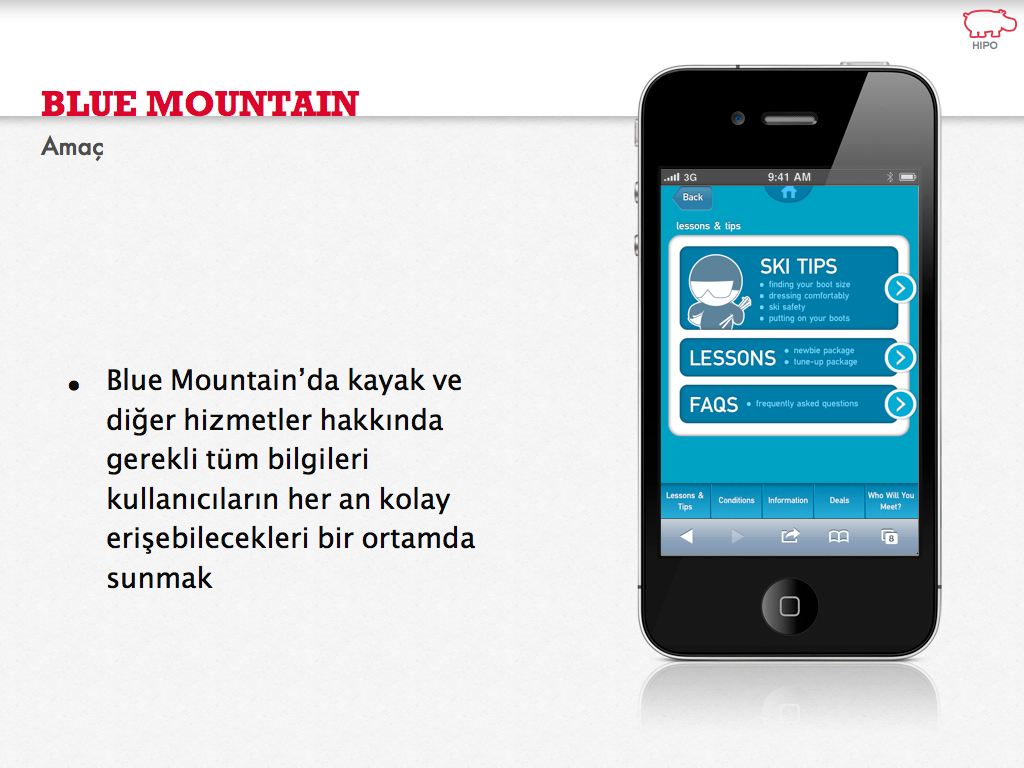 HIPO
BLUE MOUNTAIN
Amaç
Blue Mountain’da kayak ve
diğer hizmetler hakkında
gerekli tüm bilgileri
kullanıcıların her an kolay
erişebilecekleri bir ortamda
sunmak
3G 9:41 AM
Back
lessons & tips
SKI TIPS
• finding your boot size
• dressing comfortably
• ski safety
• putting on your boots
LESSONS
• newbie package
• tune-up package
FAQS • frequently asked questions
Lessons & Tips
Conditions
Information
Deals
Who Will You Meet?
8